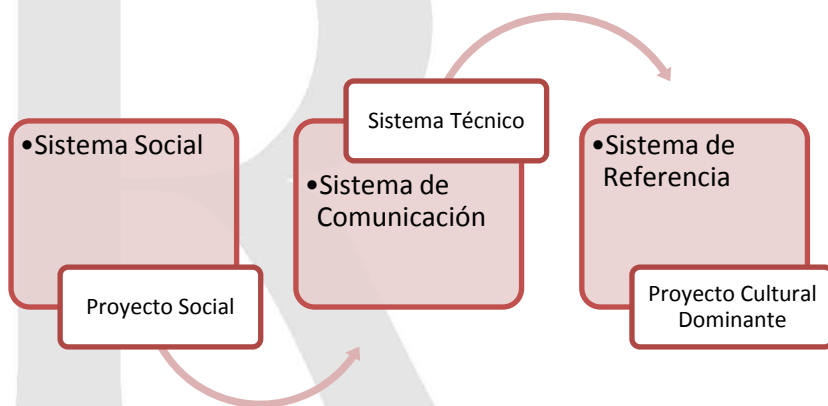 •Sistema Social
Proyecto Social
Sistema Técnico
•Sistema de
Comunicación
•Sistema de
Referencia
Proyecto Cultural
Dominante